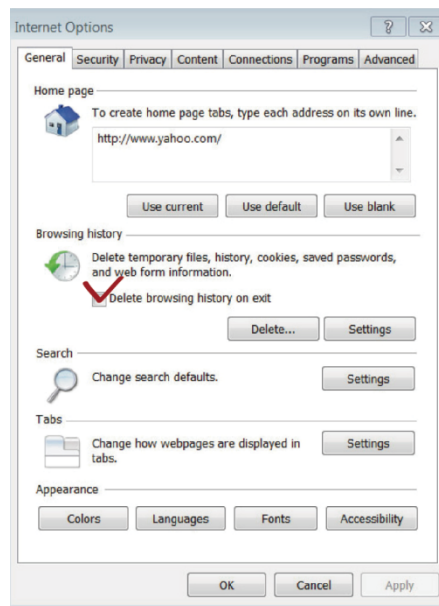 Internet Options
General Security Privacy Content Connections Programs Advanced
Home page
To create home page tabs, type each address on its own line.
http://www.yahoo.com/
Use current Use default Use blank
Browsing history
Delete temporary files, history, cookies, saved passwords,
and web form information.
Delete browsing history on exit
Delete... Settings
Search
Change search defaults. Settings
Tabs
Change how webpages are displayed in Settings
tabs.
Appearance
Colors Languages Fonts Accessibility
OK Cancel Apply